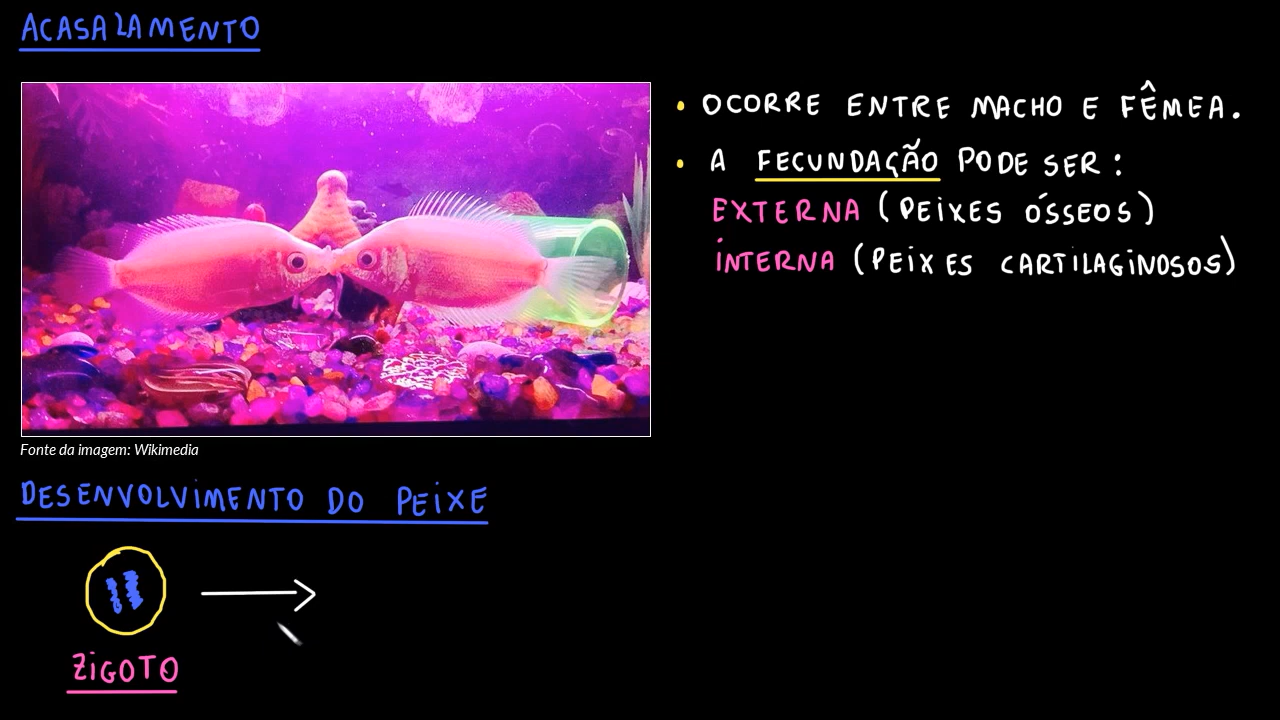 ACASALAMENTO
• OCORRE ENTRE MACHO E FÊMEA.
• A FECUNDAÇÃO PODE SER:
EXTERNA (PEIXES ÓSSEOS)
INTERNA (PEIXES CARTILAGINOSOS)
Fonte da imagem: Wikimedia
DESENVOLVIMENTO DO PEIXE
ZIGOTO